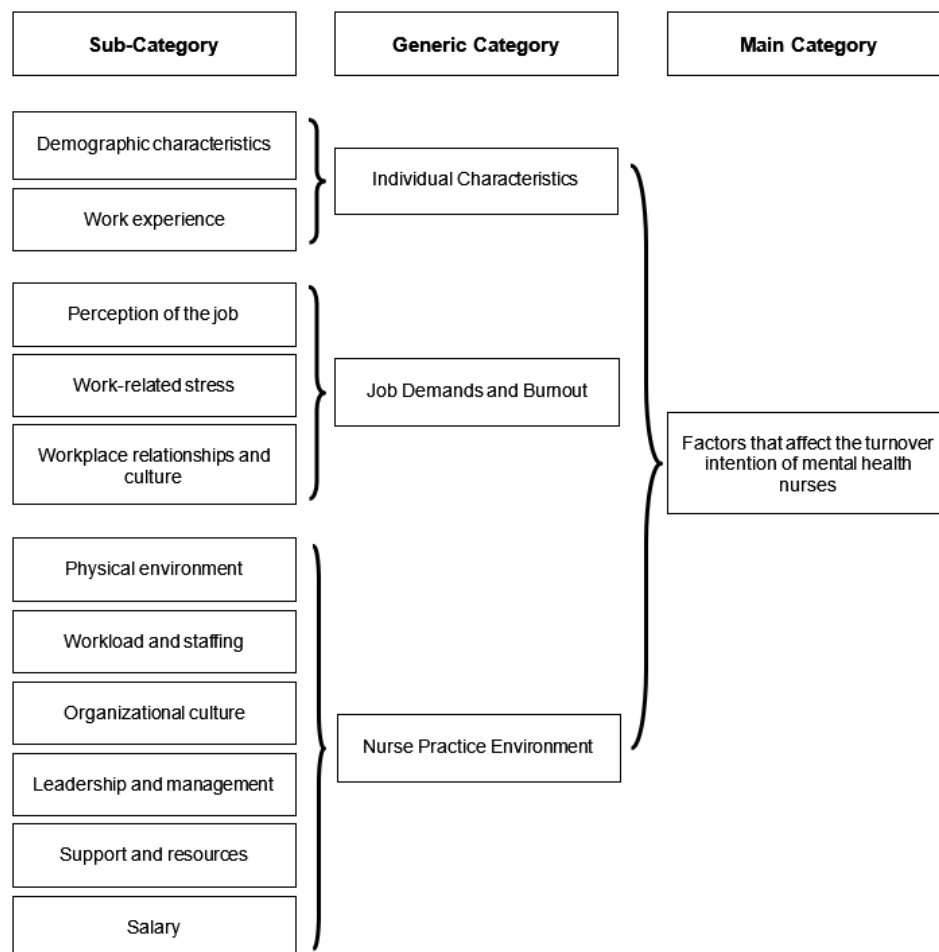 Sub-Category
Generic Category
Main Category
Demographic characteristics
Work experience
Individual Characteristics
Perception of the job
Work-related stress
Workplace relationships and
culture
Job Demands and Burnout
Physical environment
Workload and staffing
Organizational culture
Leadership and management
Support and resources
Salary
Nurse Practice Environment
Factors that affect the turnover
intention of mental health
nurses